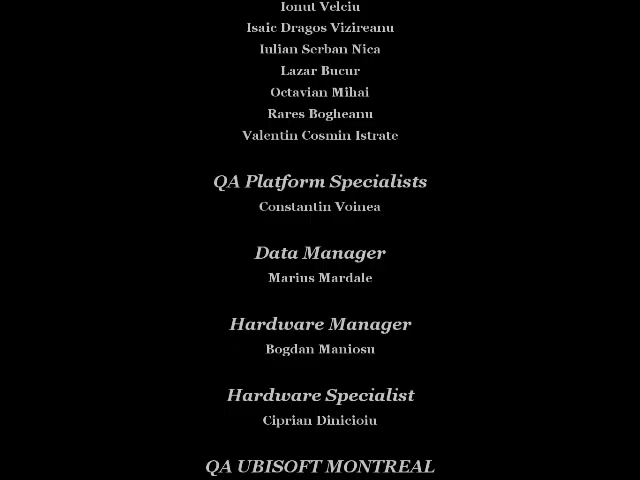 Ionut Velciu
Isaic Dragos Vizireanu
Iulian Serban Nica
Lazar Bucur
Octavian Mihai
Rares Bogheanu
Valentin Cosmin Istrate
QA Platform Specialists
Constantin Voinea
Data Manager
Marius Mardale
Hardware Manager
Bogdan Maniosu
Hardware Specialist
Ciprian Dinicioiu
QA UBISOFT MONTREAL